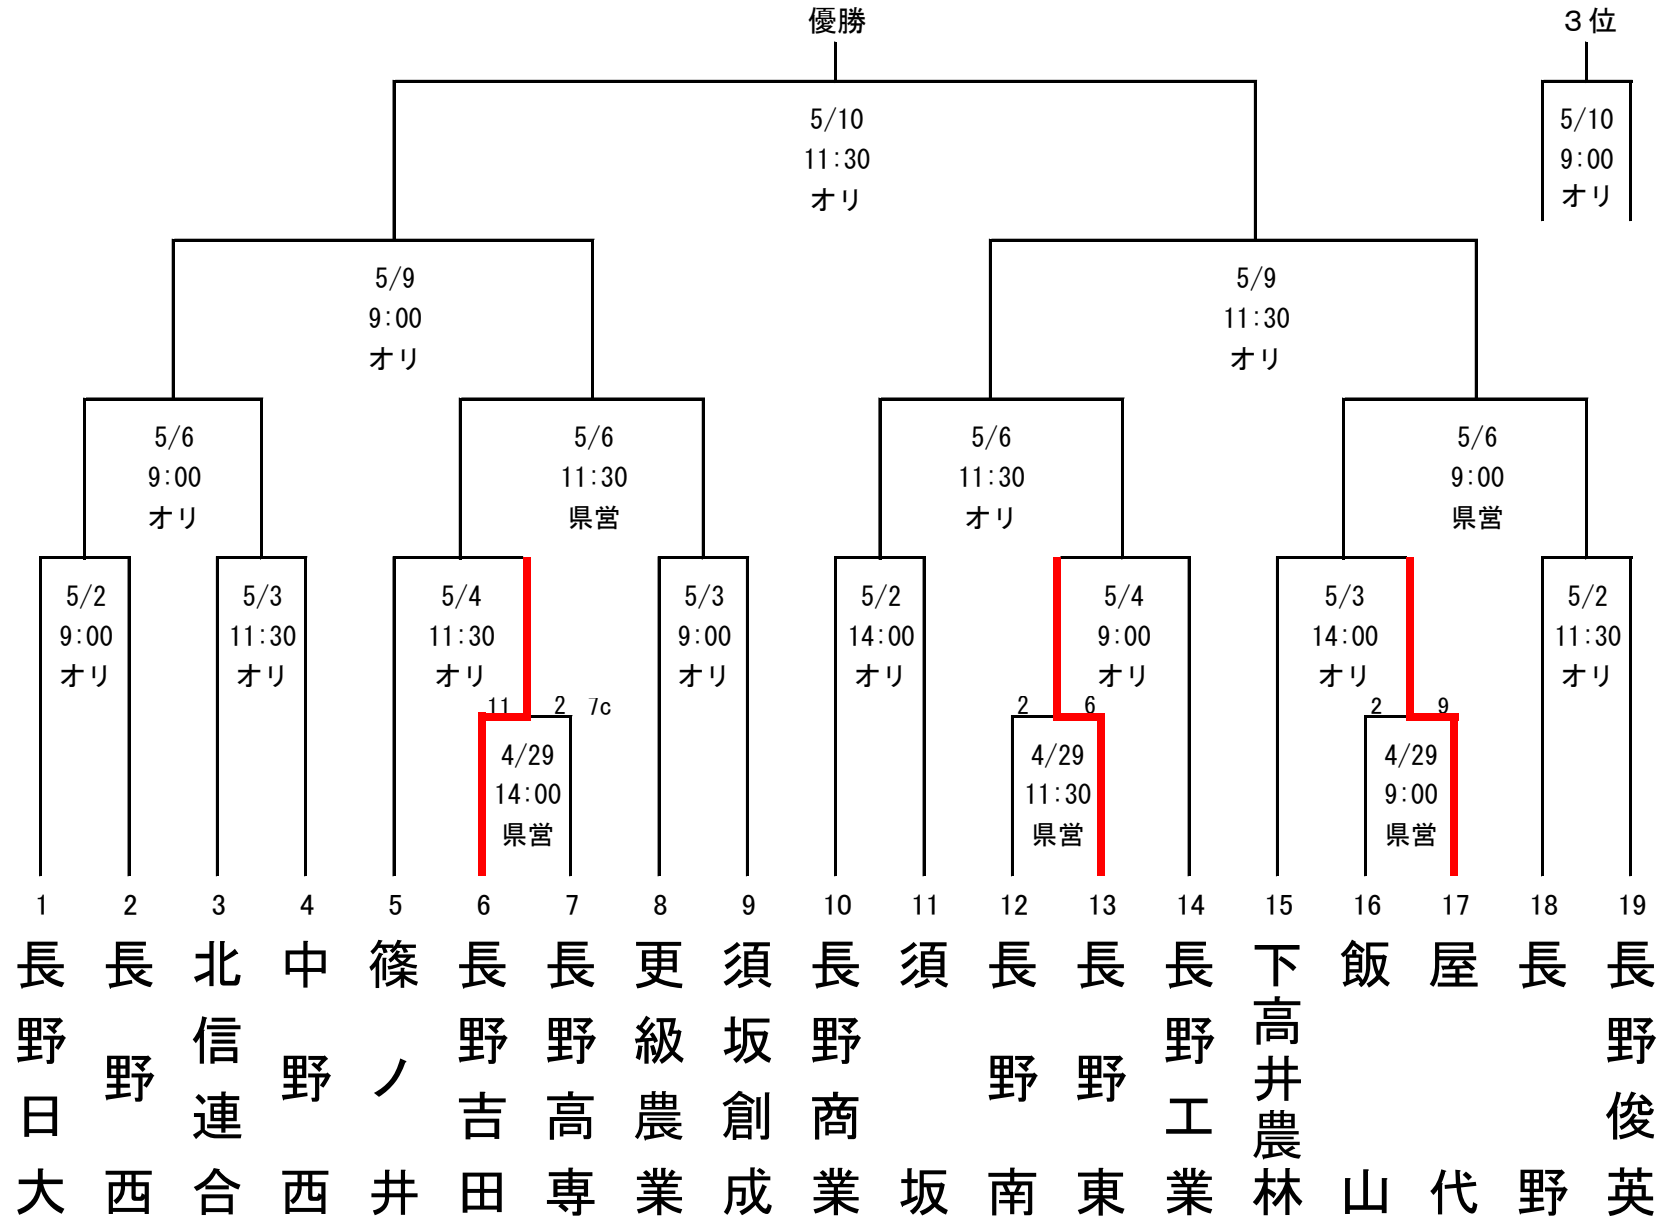 優勝
３位
5/10
11:30
オリ
5/10
9:00
オリ
5/9
9:00
オリ
5/9
11:30
オリ
5/6
9:00
オリ
5/6
11:30
県営
5/6
11:30
オリ
5/6
9:00
県営
5/2
9:00
オリ
5/3
11:30
オリ
5/4
11:30
オリ
5/3
9:00
オリ
5/2
14:00
オリ
5/4
9:00
オリ
5/3
14:00
オリ
5/2
11:30
オリ
11 2 7c
4/29
14:00
県営
2 6
4/29
11:30
県営
2 9
4/29
9:00
県営
1 2 3 4 5 6 7 8 9 10 11 12 13 14 15 16 17 18 19
長野日大
長野西
北信連合
中野西
篠ノ井
長野吉田
長野高専
更級農業
須坂創成
長野商業
須坂
長野南
長野東
長野工業
下高井農林
飯山
屋代
長野
長野俊英